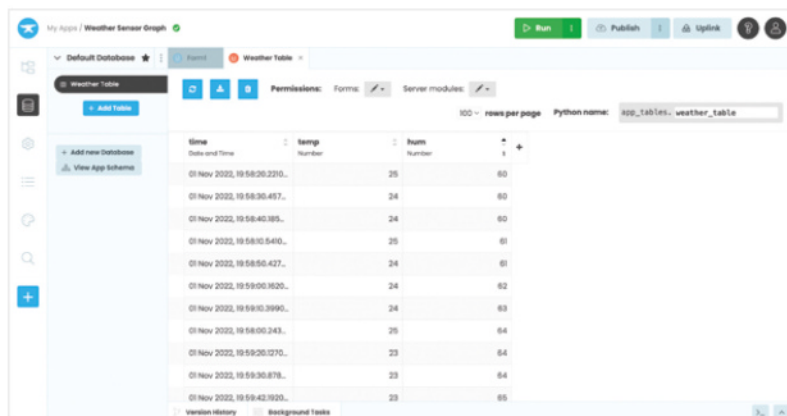 My Apps / Weather Sensor Graph
Run
Publish
Uplink
?
Default Database
Form1
Weather Table ×
Weather Table
+ Add Table
+ Add new Database
View App Schema
Permissions: Forms: Server modules:
100 rows per page Python name: app_tables. weather_table
time temp hum
Date and Time Number Number +
01 Nov 2022, 19:58:20.2210... 25 60
01 Nov 2022, 19:58:30.457... 24 60
01 Nov 2022, 19:58:40.185... 24 60
01 Nov 2022, 19:58:10.5410... 25 61
01 Nov 2022, 19:58:50.427... 24 61
01 Nov 2022, 19:59:00.1620... 24 62
01 Nov 2022, 19:59:10.3990... 24 63
01 Nov 2022, 19:58:00.243... 25 64
01 Nov 2022, 19:59:20.1270... 23 64
01 Nov 2022, 19:59:30.878... 23 64
01 Nov 2022, 19:59:42.1920... 23 65
Version History Background Tasks